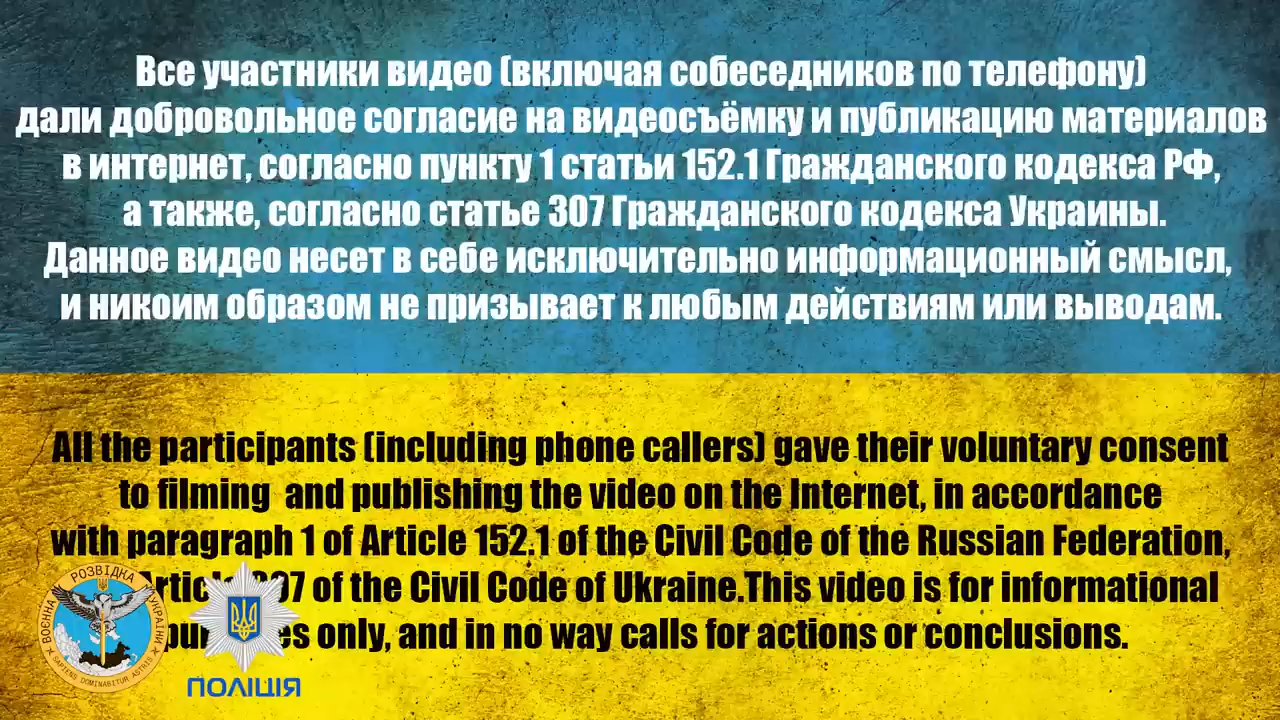 Все участники видео (включая собеседников по телефону)
дали добровольное согласие на видеосъёмку и публикацию материалов
в интернет, согласно пункту 1 статьи 152.1 Гражданского кодекса РФ,
а также, согласно статье 307 Гражданского кодекса Украины.
Данное видео несет в себе исключительно информационный смысл,
и никоим образом не призывает к любым действиям или выводам.
All the participants (including phone callers) gave their voluntary consent
to filming and publishing the video on the Internet, in accordance
with paragraph 1 of Article 152.1 of the Civil Code of the Russian Federation,
of the Civil Code of Ukraine.This video is for informational
only, and in no way calls for actions or conclusions.
ВОЄННА РОЗВІДКА УКРАЇНИ
SAPIENS DOMINABITUR ASTRIS
ПОЛІЦІЯ